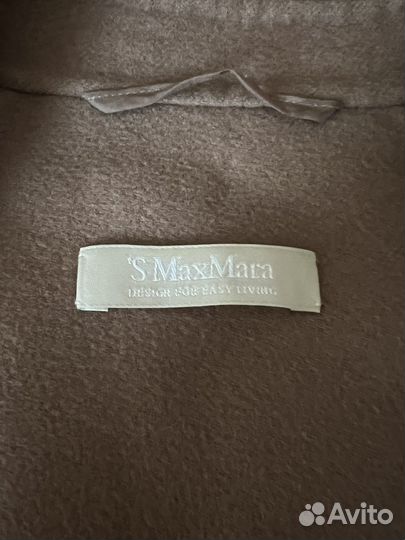 'S MaxMara
DESIGN FOR EASY LIVING
Avito